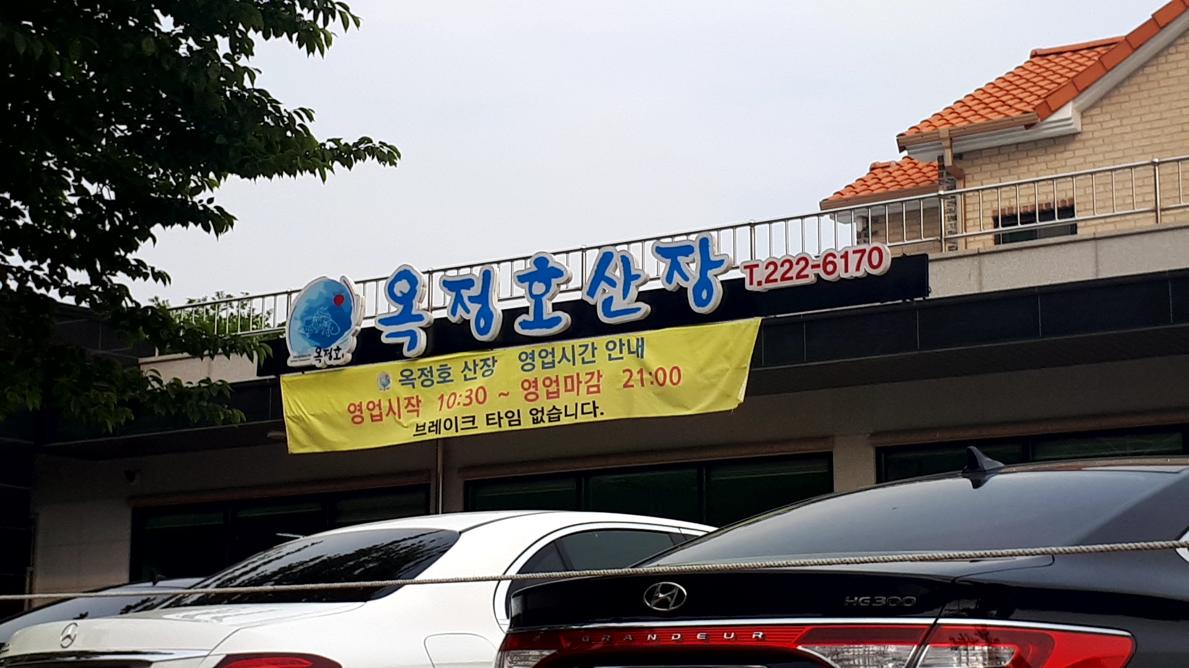 옥정호산장 T.222-6170
옥정호
옥정호 산장 영업시간 안내
영업시작 10:30 ~ 영업마감 21:00
브레이크 타임 없습니다.
HG300
GRANDEUR